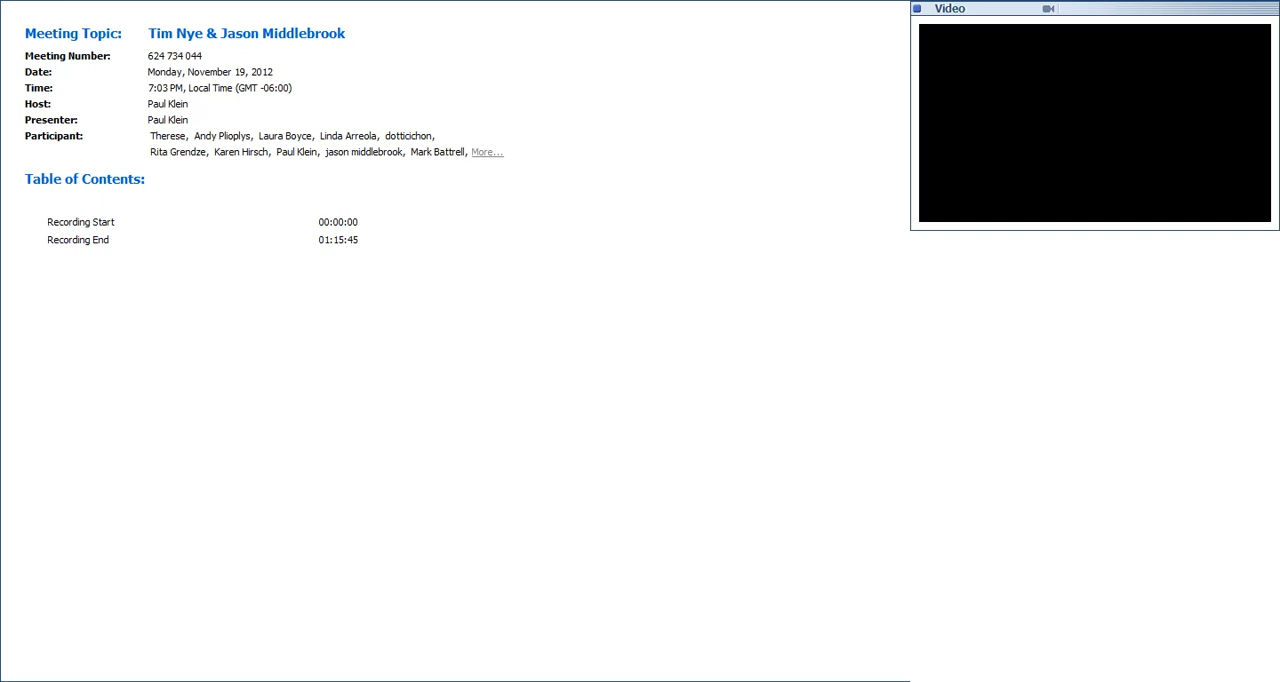 Meeting Topic: Tim Nye & Jason Middlebrook
Meeting Number: 624 734 044
Date: Monday, November 19, 2012
Time: 7:03 PM, Local Time (GMT -06:00)
Host: Paul Klein
Presenter: Paul Klein
Participant: Therese, Andy Plioplys, Laura Boyce, Linda Arreola, dotticichon,
Rita Grendze, Karen Hirsch, Paul Klein, jason middlebrook, Mark Battrell, More...
Table of Contents:
Recording Start 00:00:00
Recording End 01:15:45
Video